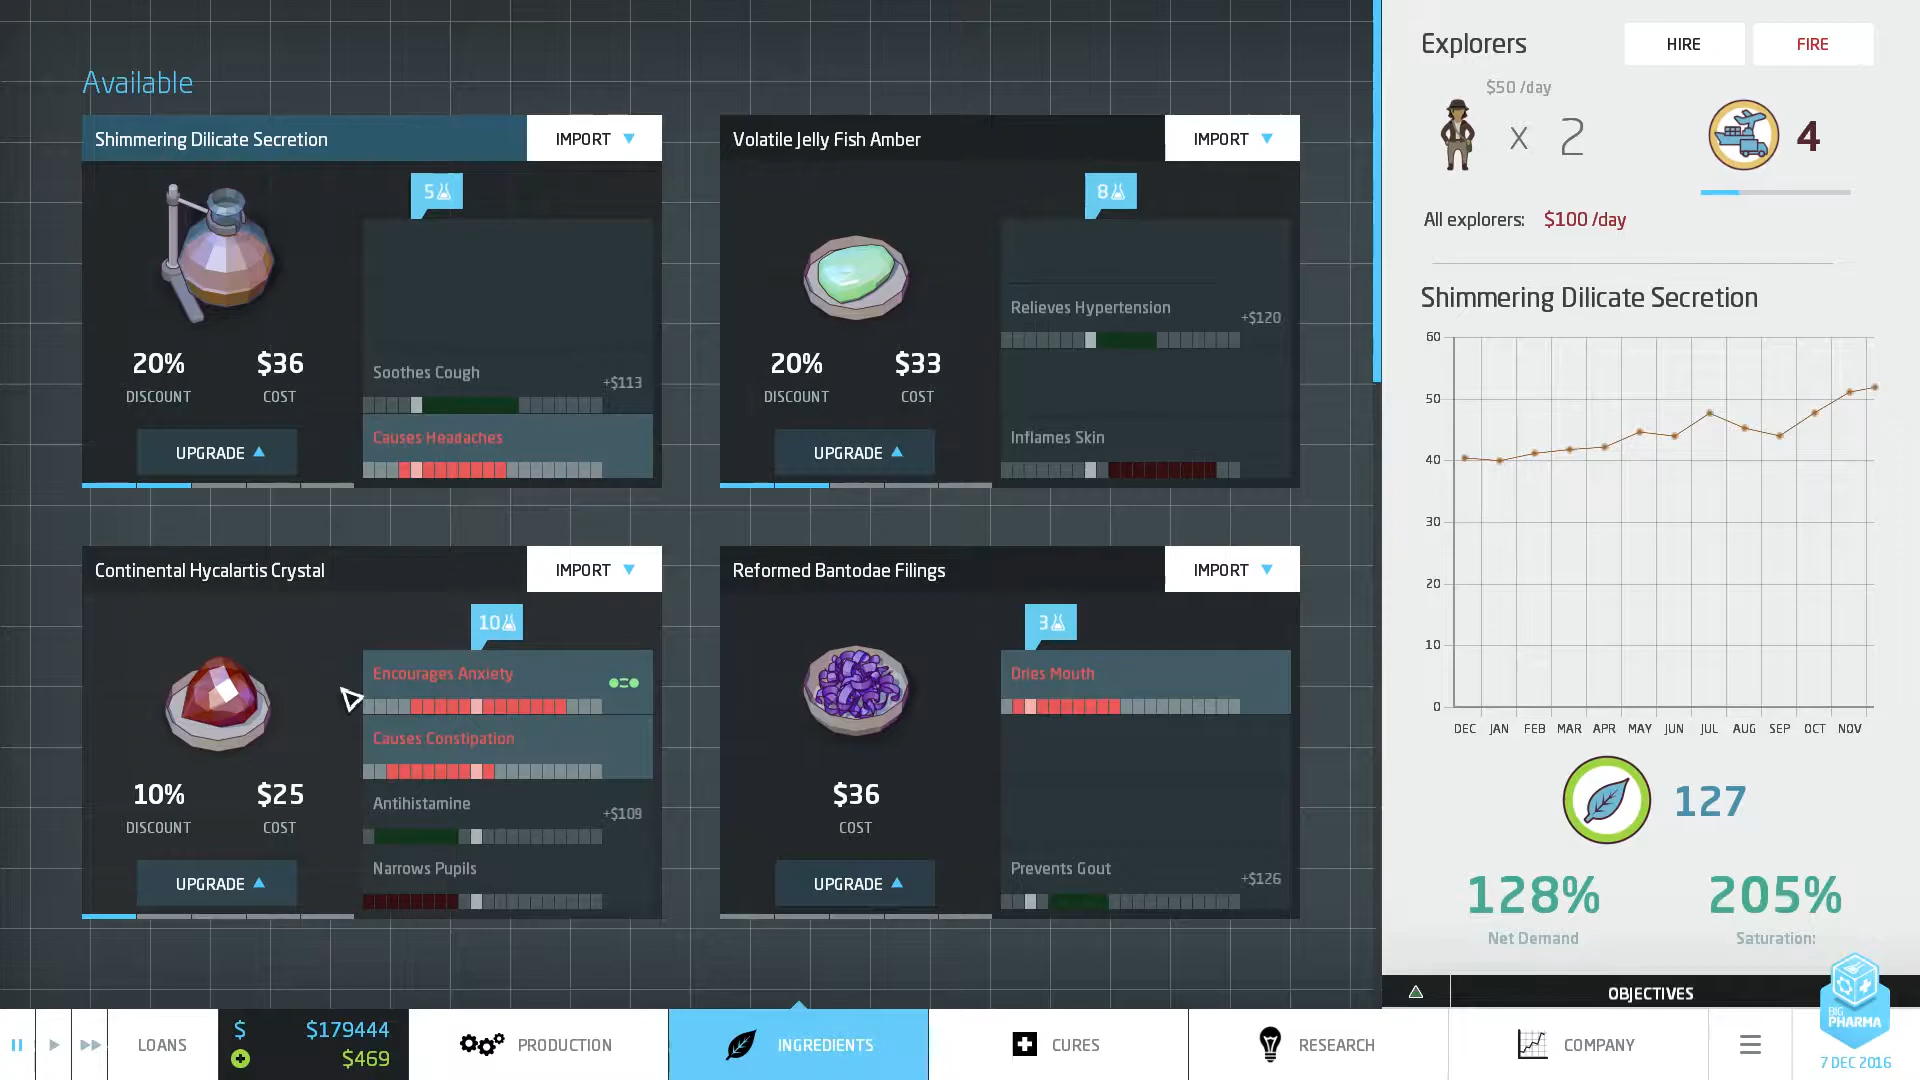 Available
Shimmering Dilicate Secretion
IMPORT
5
Soothes Cough
+$113
Causes Headaches
20%
DISCOUNT
$36
COST
UPGRADE
Volatile Jelly Fish Amber
IMPORT
8
Relieves Hypertension
+$120
Inflames Skin
20%
DISCOUNT
$33
COST
UPGRADE
Continental Hycalartis Crystal
IMPORT
10
Encourages Anxiety
Causes Constipation
Antihistamine
+$109
Narrows Pupils
10%
DISCOUNT
$25
COST
UPGRADE
Reformed Bantodae Filings
IMPORT
3
Dries Mouth
Prevents Gout
+$126
$36
COST
UPGRADE
Explorers
HIRE
FIRE
$50 /day
x 2
4
All explorers: $100 /day
Shimmering Dilicate Secretion
60
50
40
30
20
10
0
DEC JAN FEB MAR APR MAY JUN JUL AUG SEP OCT NOV
127
128%
Net Demand
205%
Saturation:
OBJECTIVES
LOANS
$ $179444
$469
PRODUCTION
INGREDIENTS
CURES
RESEARCH
COMPANY
BIG
PHARMA
7 DEC 2016